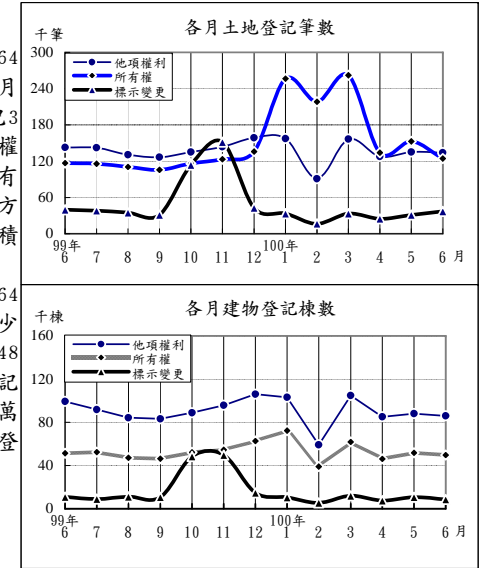 64
月
己3
權
有
方
積
64
少
48
記
萬
登
各月土地登記筆數
千筆
300
240
180
120
60
0
他項權利
所有權
標示變更
99年 100年
6 7 8 9 10 11 12 1 2 3 4 5 6 月
各月建物登記棟數
千棟
160
120
80
40
0
他項權利
所有權
標示變更
99年 100年
6 7 8 9 10 11 12 1 2 3 4 5 6 月